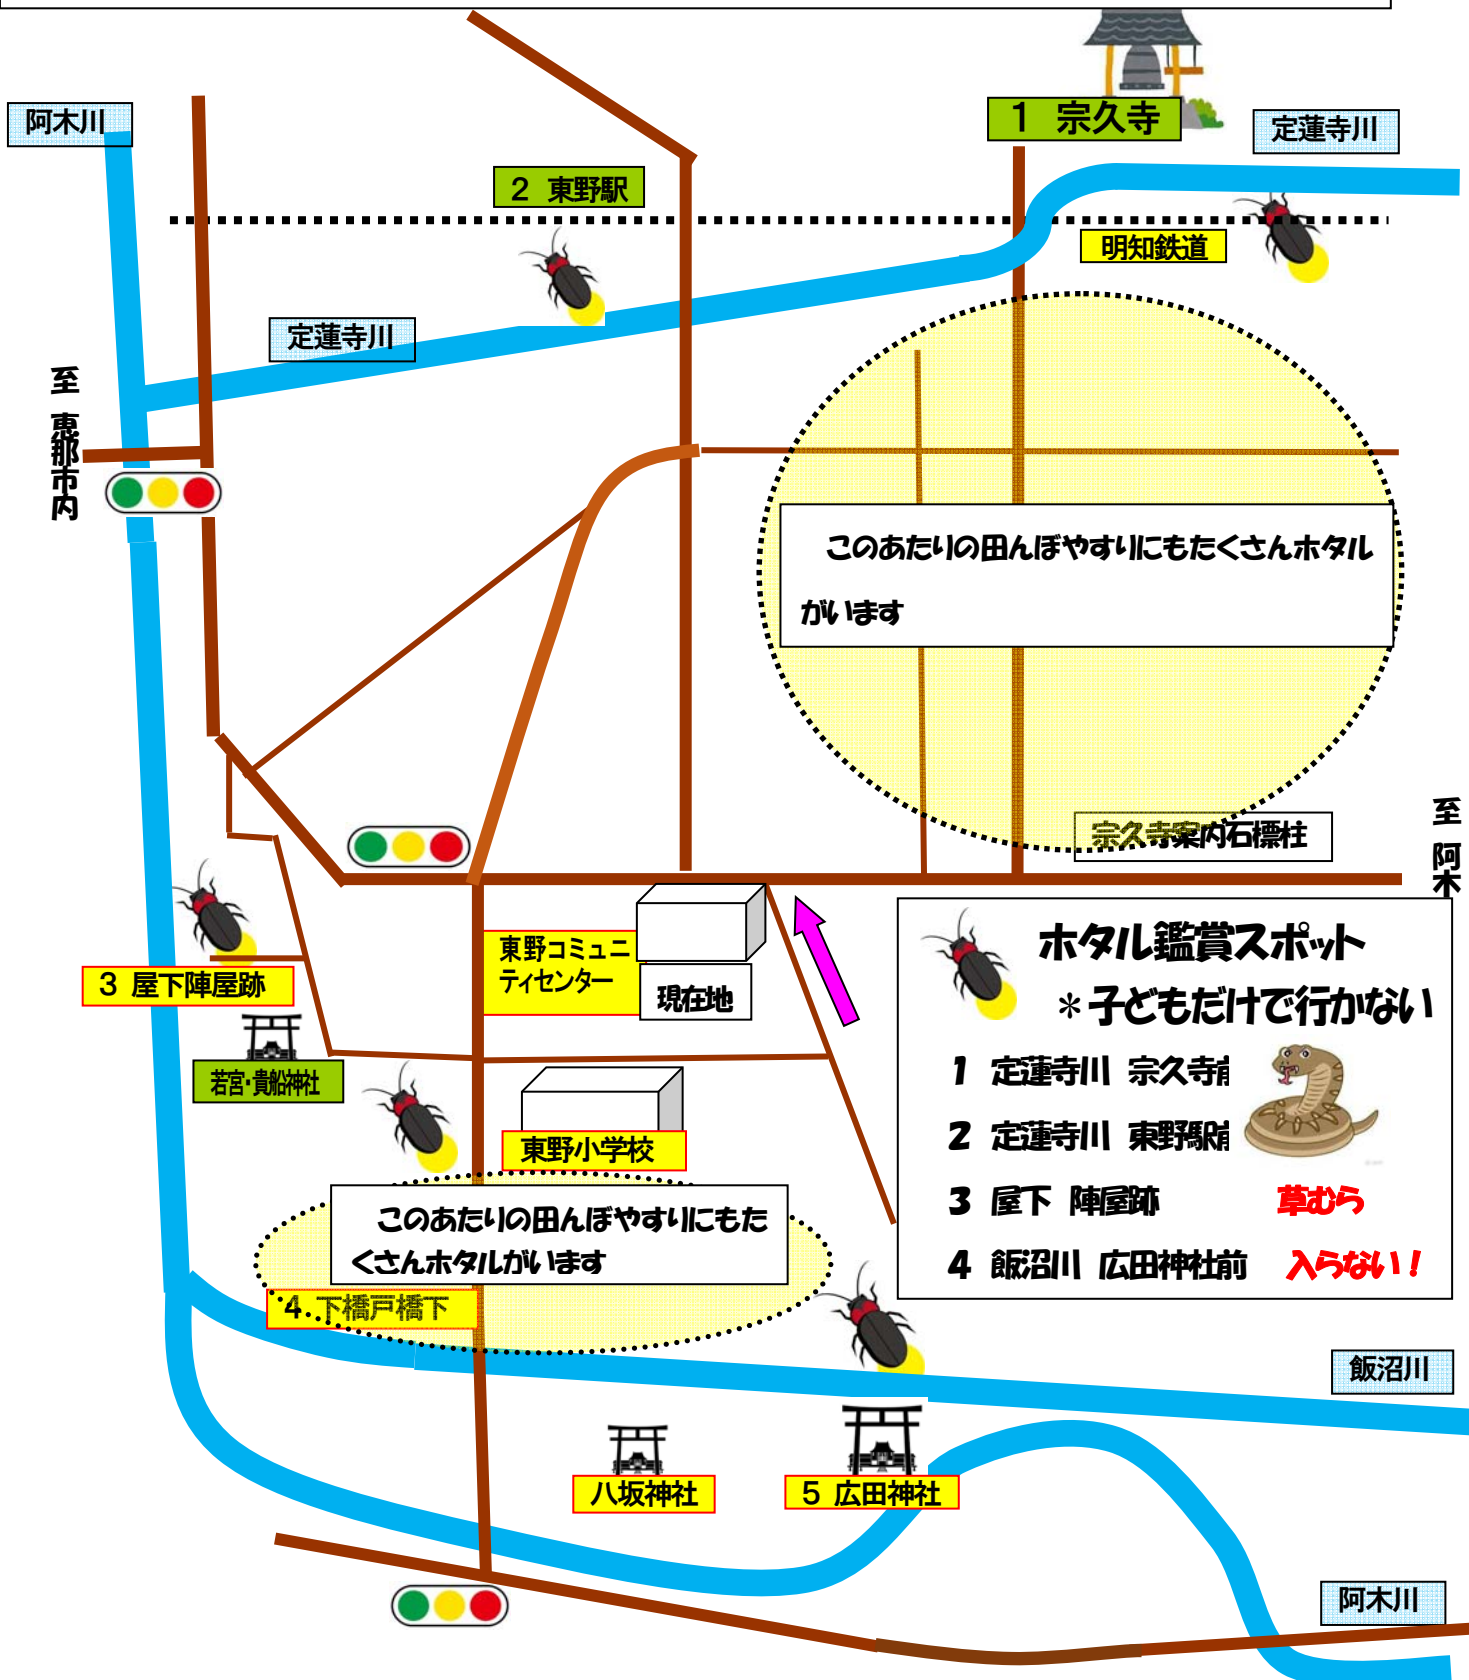 1 宗久寺
阿木川
定蓮寺川
2 東野駅
明知鉄道
定蓮寺川
至 恵那市内
このあたりの田んぼやすりにもたくさんホタル
がいます
宗久寺案内石標柱
至 阿木
東野コミュニ
ティセンター
現在地
3 屋下陣屋跡
若宮・貴船神社
東野小学校
ホタル鑑賞スポット
＊子どもだけで行かない
1 定蓮寺川 宗久寺前
2 定蓮寺川 東野駅前
3 屋下 陣屋跡
4 飯沼川 広田神社前
草むら
入らない！
このあたりの田んぼやすりにもた
くさんホタルがいます
4. 下橋戸橋下
飯沼川
八坂神社
5 広田神社
阿木川